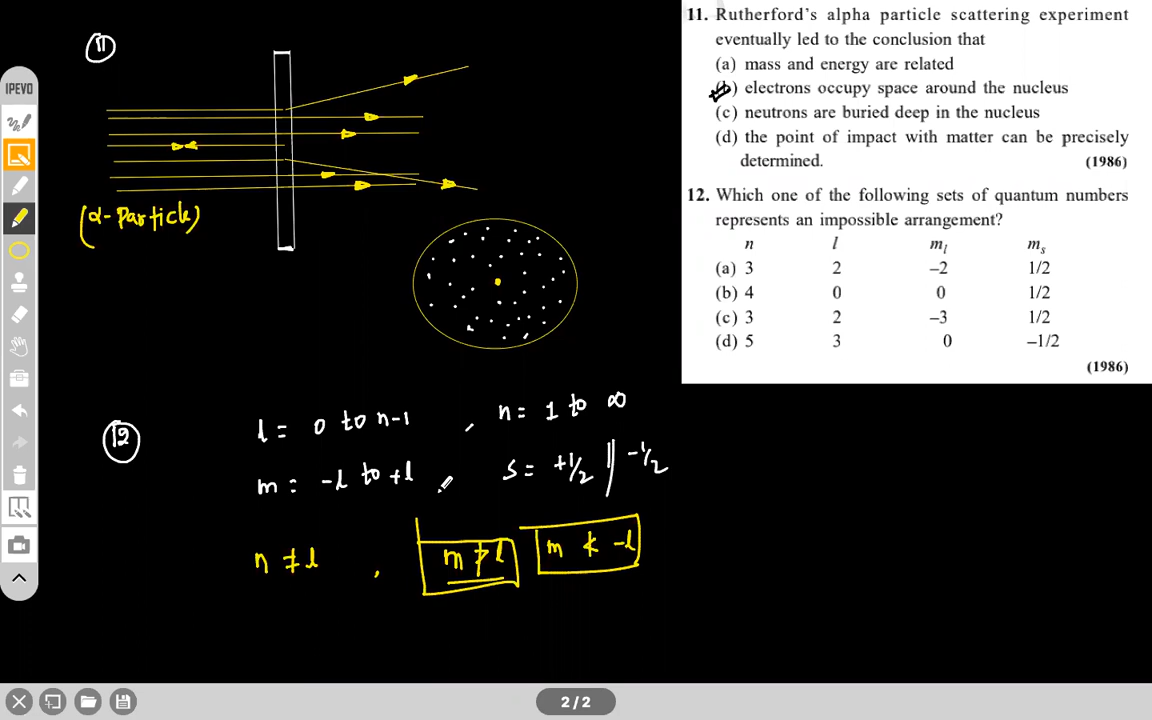 IPEVO
11
(α-Particle)
12
l = 0 to n-1 , n = 1 to ∞
m = -l to +l , s = +1/2 || -1/2
n ≠ l , m ≯ l m ≮ -l
11. Rutherford's alpha particle scattering experiment
eventually led to the conclusion that
(a) mass and energy are related
(b) electrons occupy space around the nucleus
(c) neutrons are buried deep in the nucleus
(d) the point of impact with matter can be precisely
determined. (1986)
12. Which one of the following sets of quantum numbers
represents an impossible arrangement?
n l mₗ mₛ
(a) 3 2 –2 1/2
(b) 4 0 0 1/2
(c) 3 2 –3 1/2
(d) 5 3 0 –1/2
(1986)
2/2